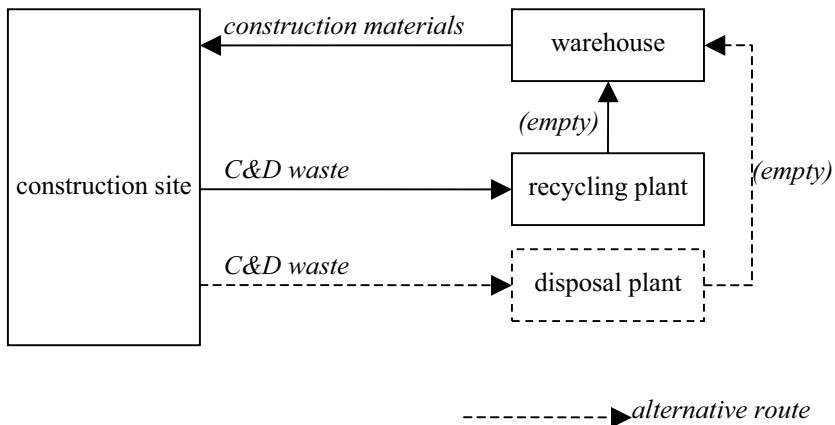 construction materials
warehouse
(empty)
C&D waste
construction site
recycling plant
(empty)
C&D waste
disposal plant
alternative route